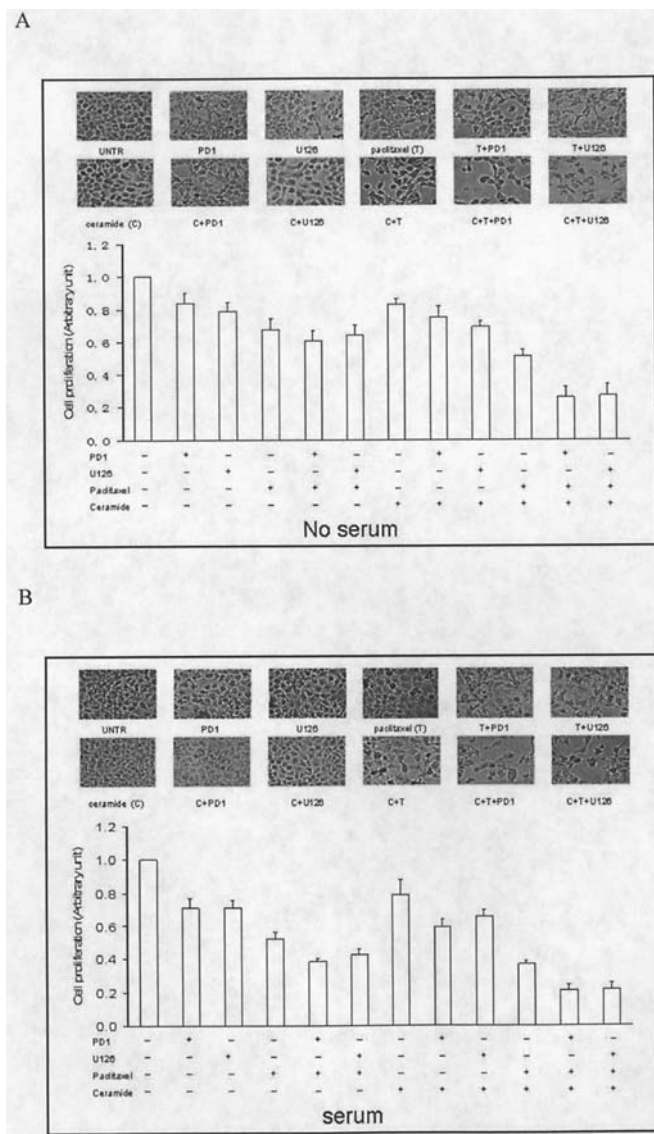 A
UNTR PD1 U126 paclitaxel (T) T+PD1 T+U126
ceramide (C) C+PD1 C+U126 C+T C+T+PD1 C+T+U126
Cell proliferation (Arbitrary unit)
1.2
1.0
0.8
0.6
0.4
0.2
0.0
PD1 – + – – + – – + – – + –
U126 – – + – – + – – + – – +
Paclitaxel – – – + + + – – – + + +
Ceramide – – – – – – + + + + + +
No serum
B
UNTR PD1 U126 paclitaxel (T) T+PD1 T+U126
ceramide (C) C+PD1 C+U126 C+T C+T+PD1 C+T+U126
Cell proliferation (Arbitrary unit)
1.2
1.0
0.8
0.6
0.4
0.2
0.0
PD1 – + – – + – – + – – + –
U126 – – + – – + – – + – – +
Paclitaxel – – – + + + – – – + + +
Ceramide – – – – – – + + + + + +
serum